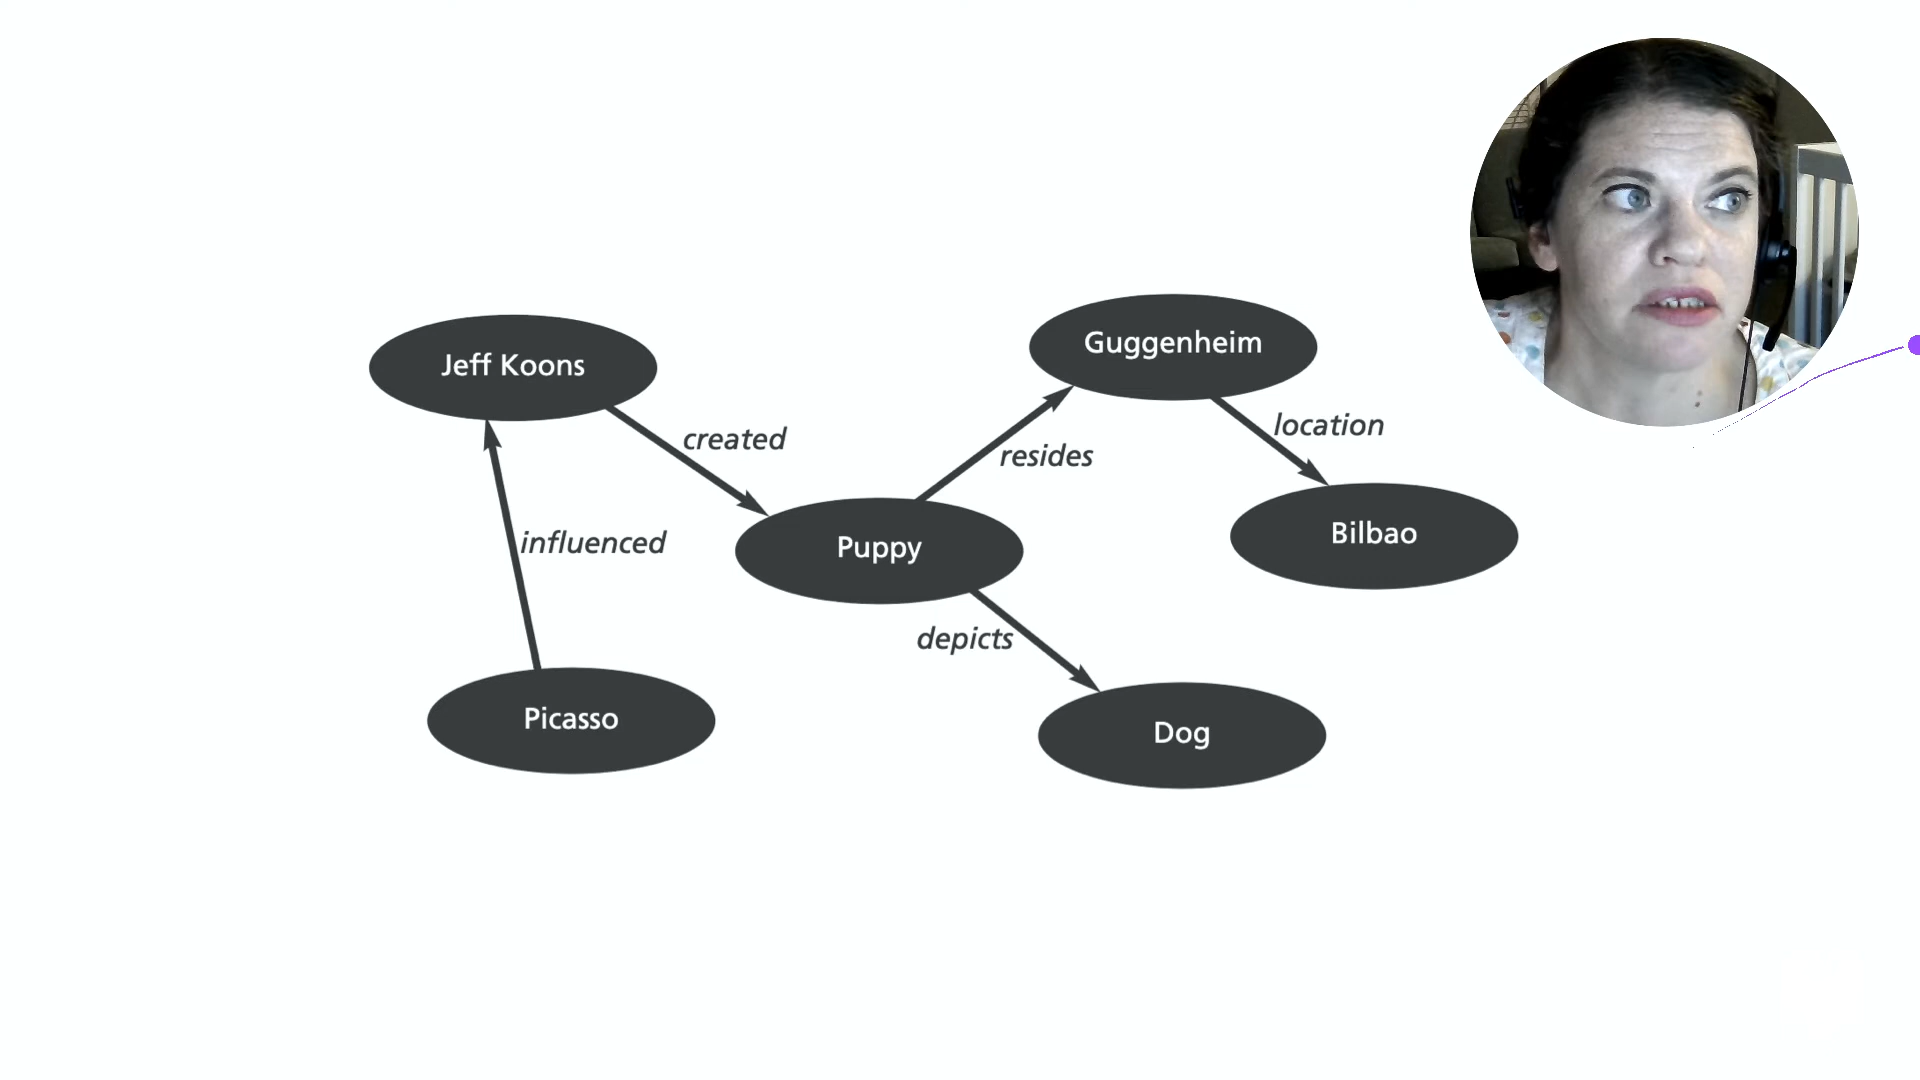 Jeff Koons
Guggenheim
created
location
resides
influenced
Puppy
Bilbao
depicts
Picasso
Dog